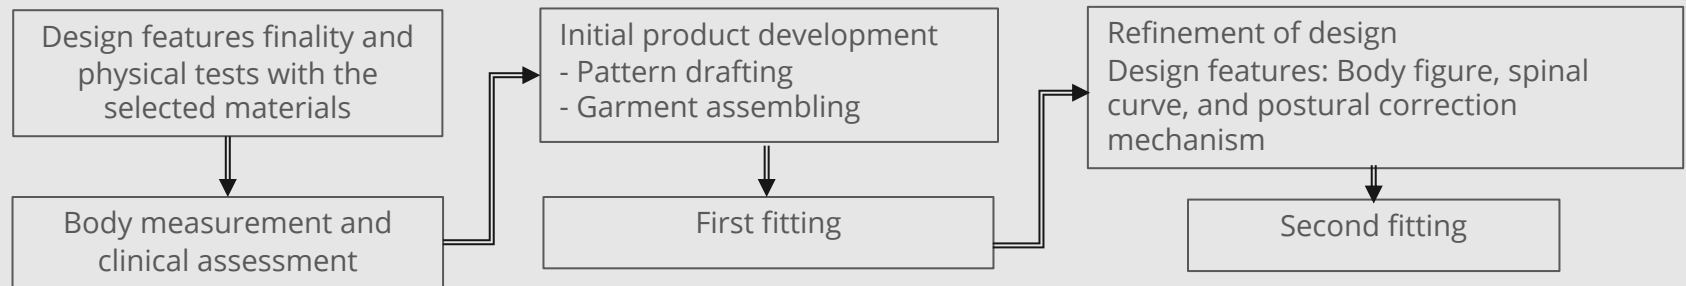 Design features finality and
physical tests with the
selected materials
Body measurement and
clinical assessment
Initial product development
- Pattern drafting
- Garment assembling
First fitting
Refinement of design
Design features: Body figure, spinal
curve, and postural correction
mechanism
Second fitting